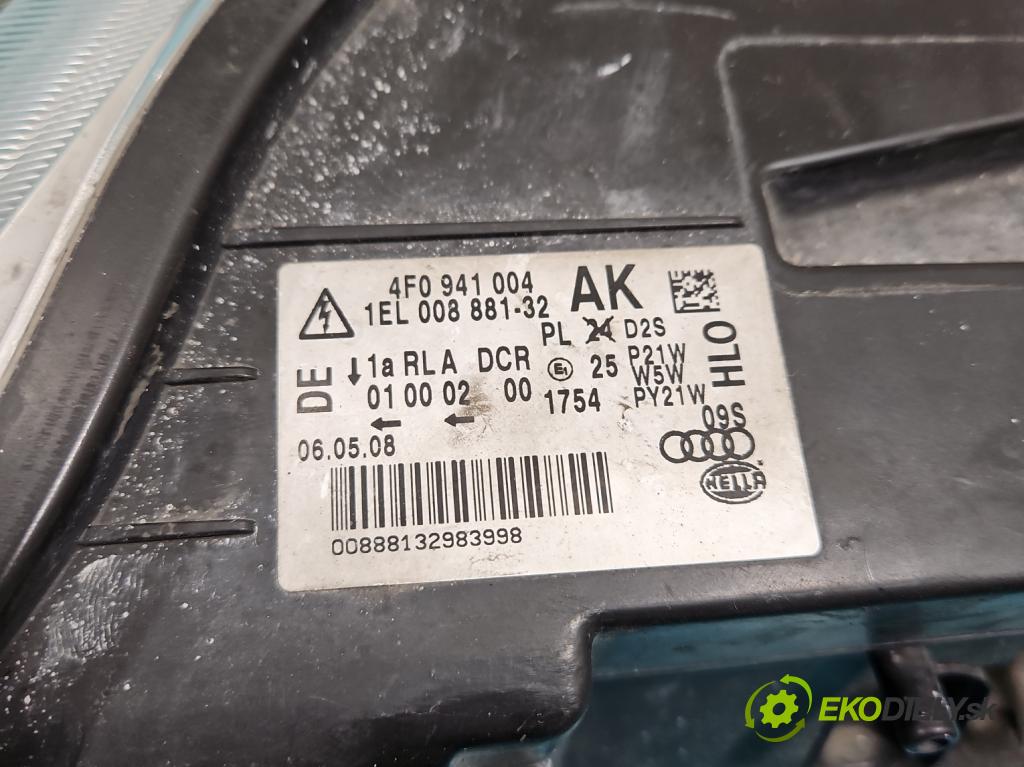 4F0 941 004 AK
1EL 008 881-32
PL 24 D2S
DE 1a RL A DCR E1 25 P21W HLO
W5W
01 00 02 00 1754 PY21W
09S
06.05.08
HELLA
00888132983998
EKODIELY.sk